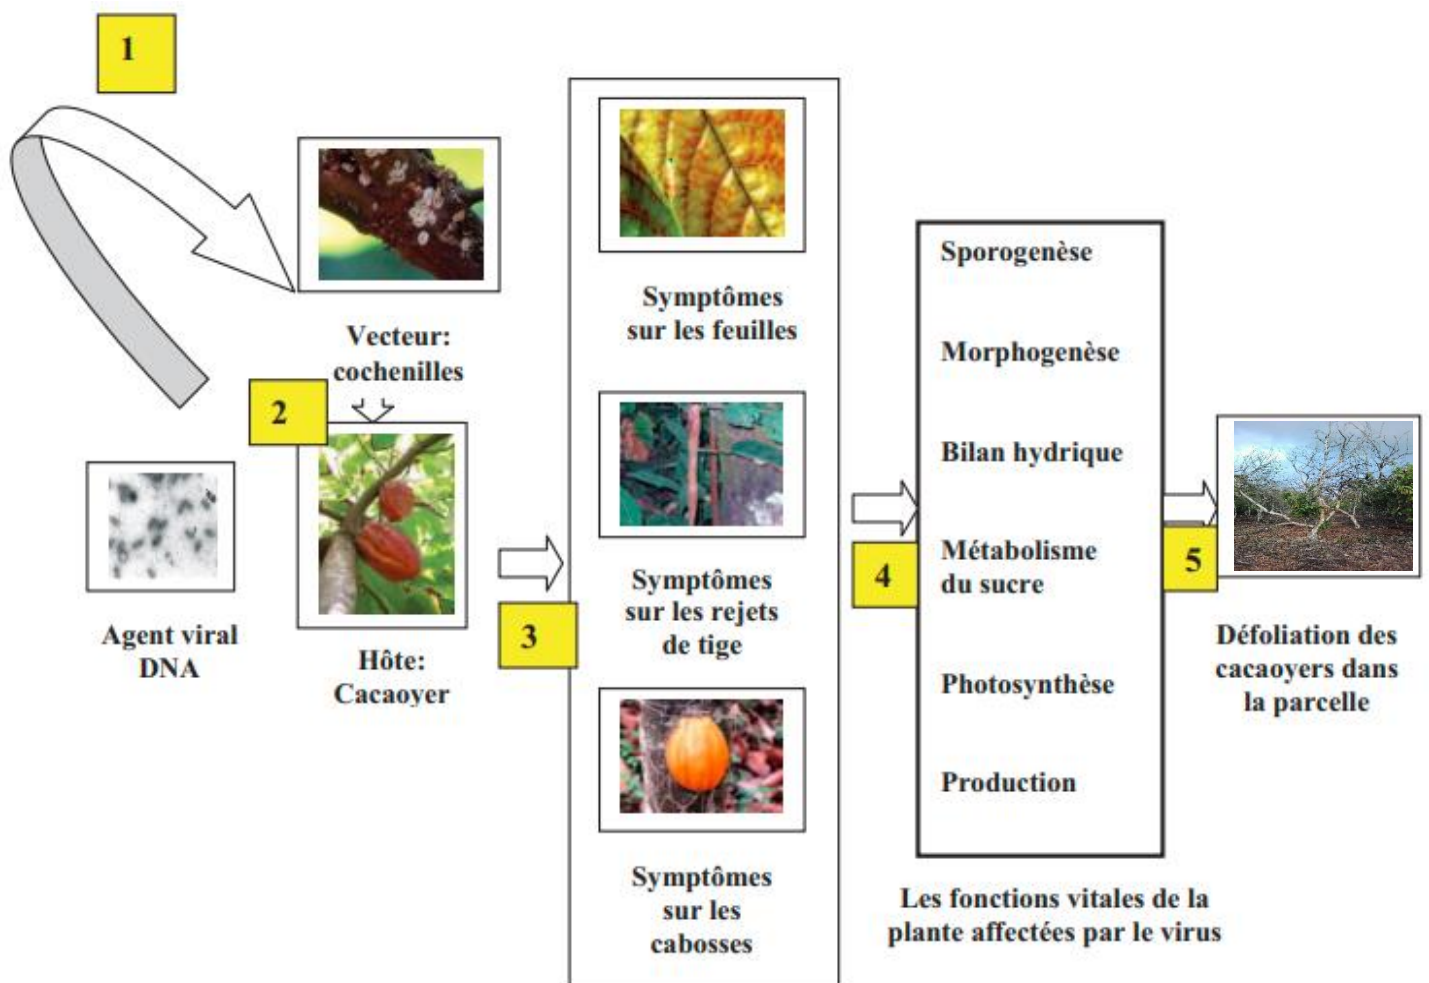 1
Vecteur:
cochenilles
2
Agent viral
DNA
Hôte:
Cacaoyer
3
Symptômes
sur les feuilles
Symptômes
sur les rejets
de tige
Symptômes
sur les
cabosses
4
Sporogenèse
Morphogenèse
Bilan hydrique
Métabolisme
du sucre
Photosynthèse
Production
Les fonctions vitales de la
plante affectées par le virus
5
Défoliation des
cacaoyers dans
la parcelle